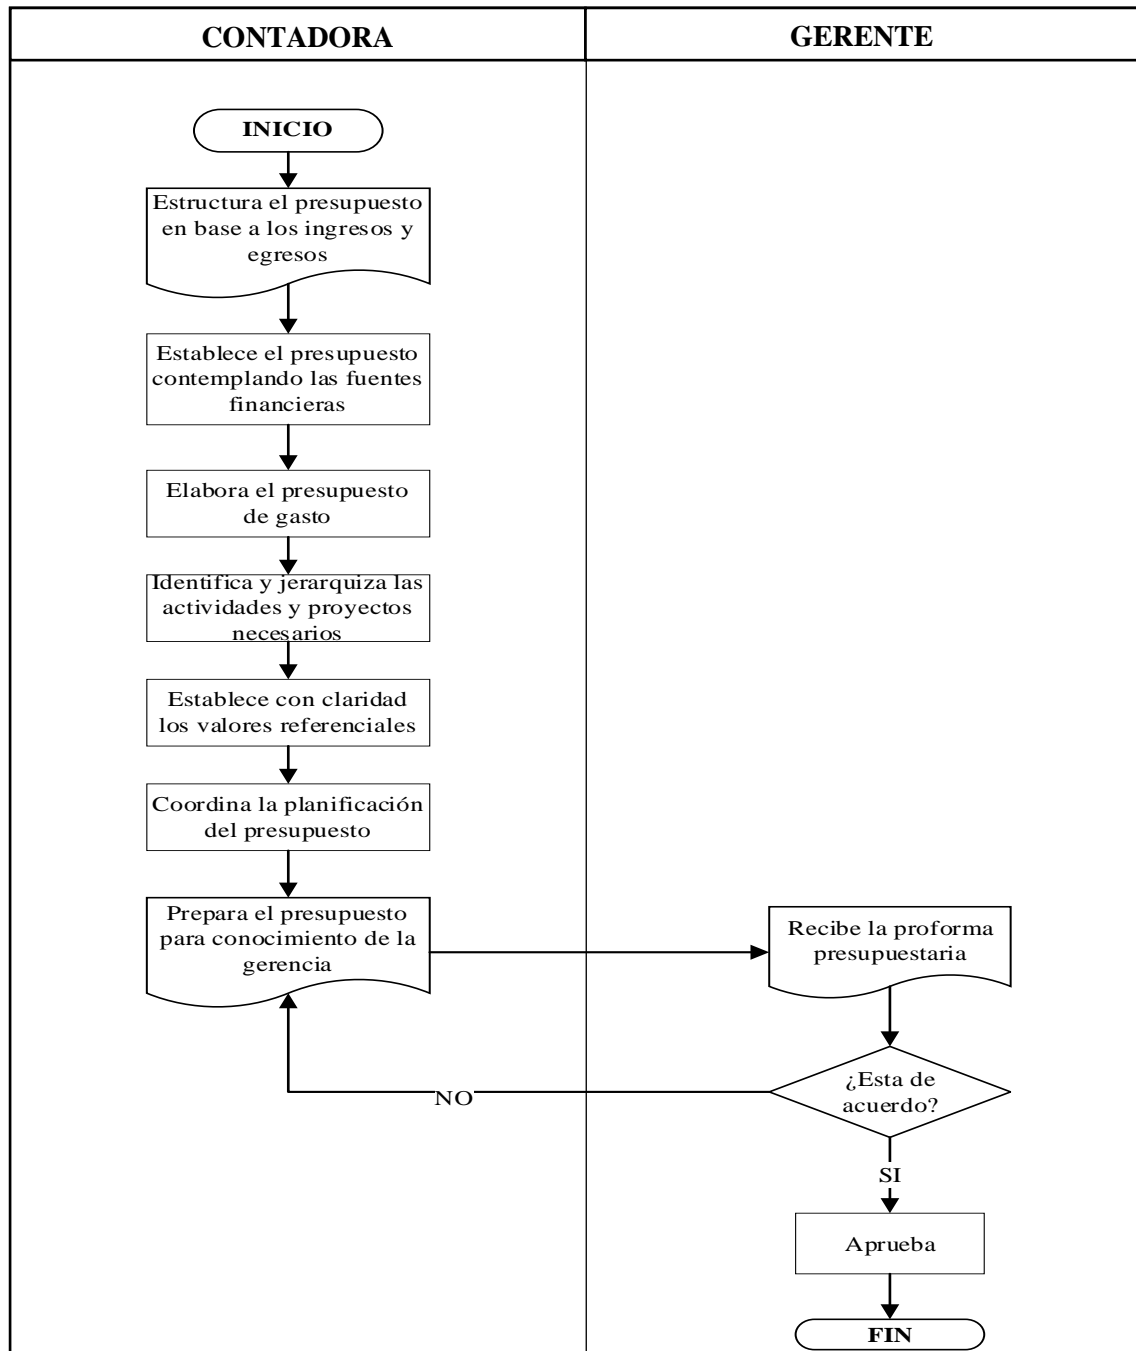 CONTADORA
GERENTE
INICIO
Estructura el presupuesto
en base a los ingresos y
egresos
Establece el presupuesto
contemplando las fuentes
financieras
Elabora el presupuesto
de gasto
Identifica y jerarquiza las
actividades y proyectos
necesarios
Establece con claridad
los valores referenciales
Coordina la planificación
del presupuesto
Prepara el presupuesto
para conocimiento de la
gerencia
Recibe la proforma
presupuestaria
¿Esta de
acuerdo?
NO
SI
Aprueba
FIN